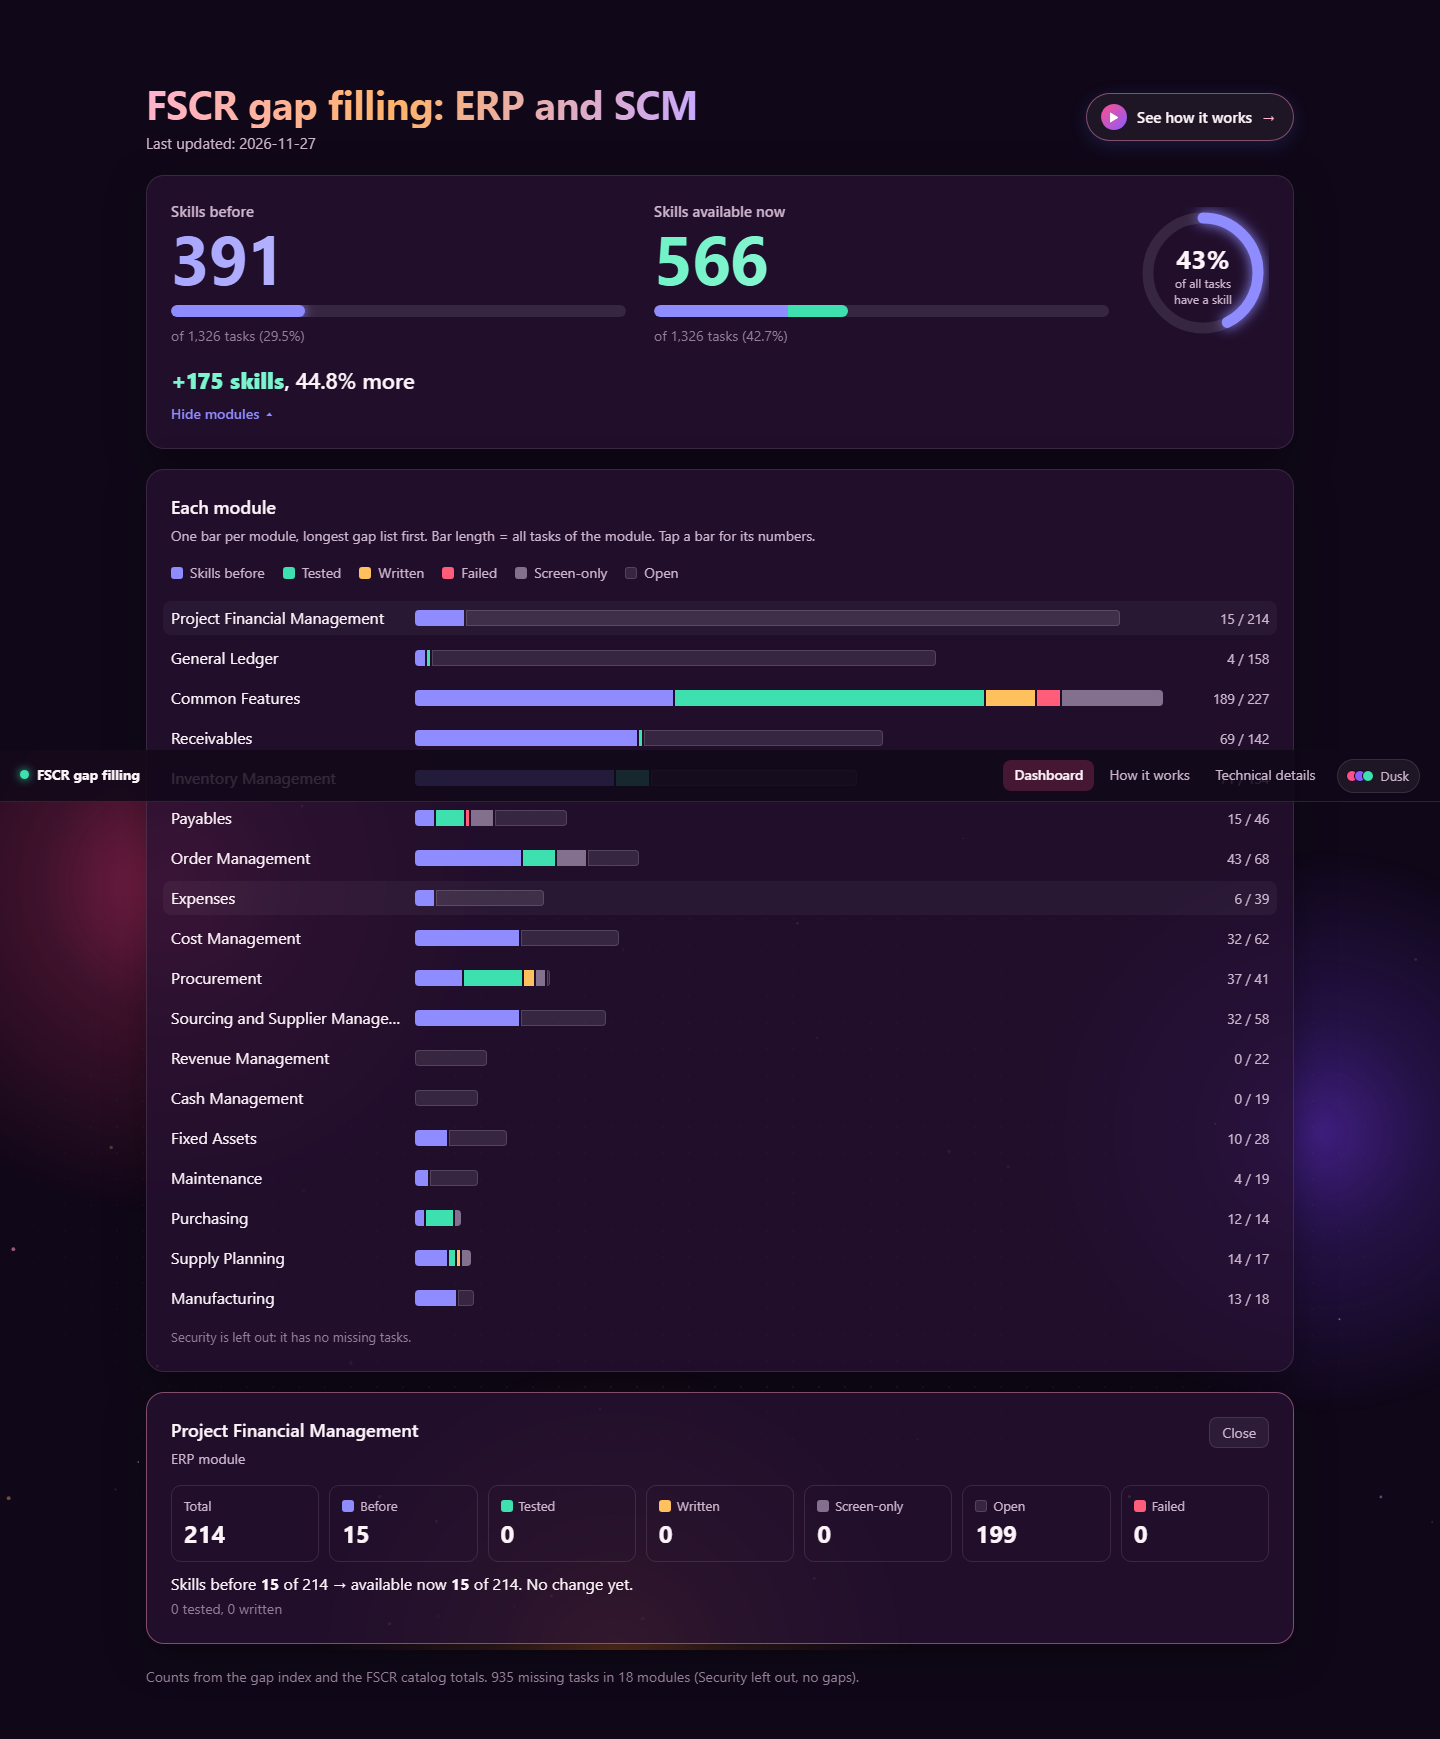 FSCR gap filling: ERP and SCM
Last updated: 2026-11-27
See how it works →
Skills before
391
of 1,326 tasks (29.5%)
Skills available now
566
of 1,326 tasks (42.7%)
43%
of all tasks
have a skill
+175 skills, 44.8% more
Hide modules
Each module
One bar per module, longest gap list first. Bar length = all tasks of the module. Tap a bar for its numbers.
Skills before Tested Written Failed Screen-only Open
Project Financial Management 15 / 214
General Ledger 4 / 158
Common Features 189 / 227
Receivables 69 / 142
FSCR gap filling Dashboard How it works Technical details Dusk
Inventory Management
Payables 15 / 46
Order Management 43 / 68
Expenses 6 / 39
Cost Management 32 / 62
Procurement 37 / 41
Sourcing and Supplier Manage... 32 / 58
Revenue Management 0 / 22
Cash Management 0 / 19
Fixed Assets 10 / 28
Maintenance 4 / 19
Purchasing 12 / 14
Supply Planning 14 / 17
Manufacturing 13 / 18
Security is left out: it has no missing tasks.
Project Financial Management
Close
ERP module
Total
214
Before
15
Tested
0
Written
0
Screen-only
0
Open
199
Failed
0
Skills before 15 of 214 → available now 15 of 214. No change yet.
0 tested, 0 written
Counts from the gap index and the FSCR catalog totals. 935 missing tasks in 18 modules (Security left out, no gaps).